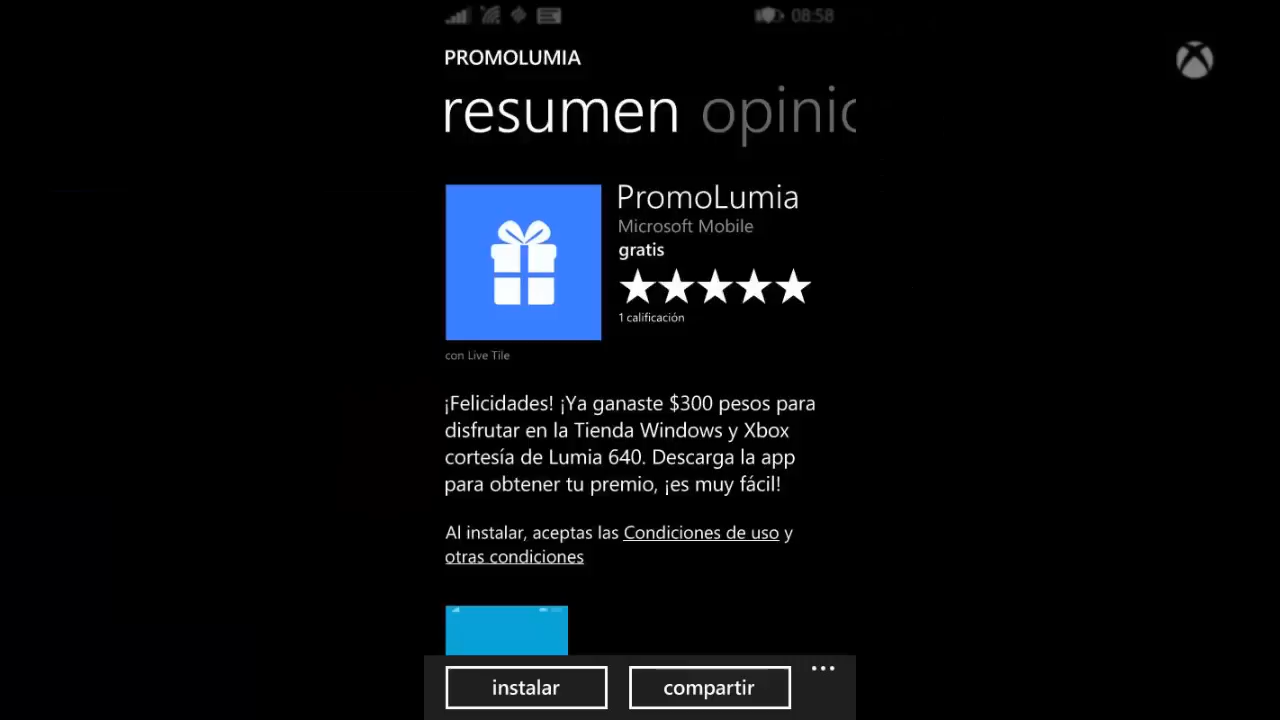 08:58
PROMOLUMIA
resumen opinio
PromoLumia
Microsoft Mobile
gratis
1 calificación
con Live Tile
¡Felicidades! ¡Ya ganaste $300 pesos para
disfrutar en la Tienda Windows y Xbox
cortesía de Lumia 640. Descarga la app
para obtener tu premio, ¡es muy fácil!
Al instalar, aceptas las Condiciones de uso y
otras condiciones
instalar compartir